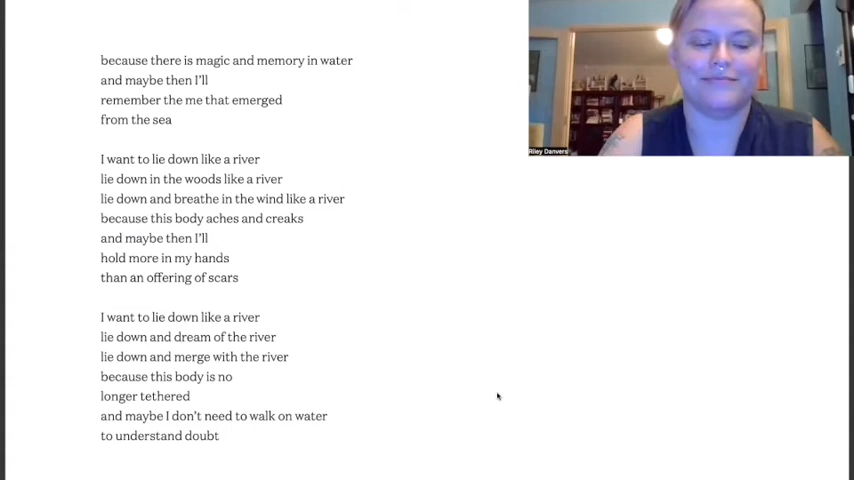 because there is magic and memory in water
and maybe then I'll
remember the me that emerged
from the sea
I want to lie down like a river
lie down in the woods like a river
lie down and breathe in the wind like a river
because this body aches and creaks
and maybe then I'll
hold more in my hands
than an offering of scars
I want to lie down like a river
lie down and dream of the river
lie down and merge with the river
because this body is no
longer tethered
and maybe I don't need to walk on water
to understand doubt
Riley Danvers